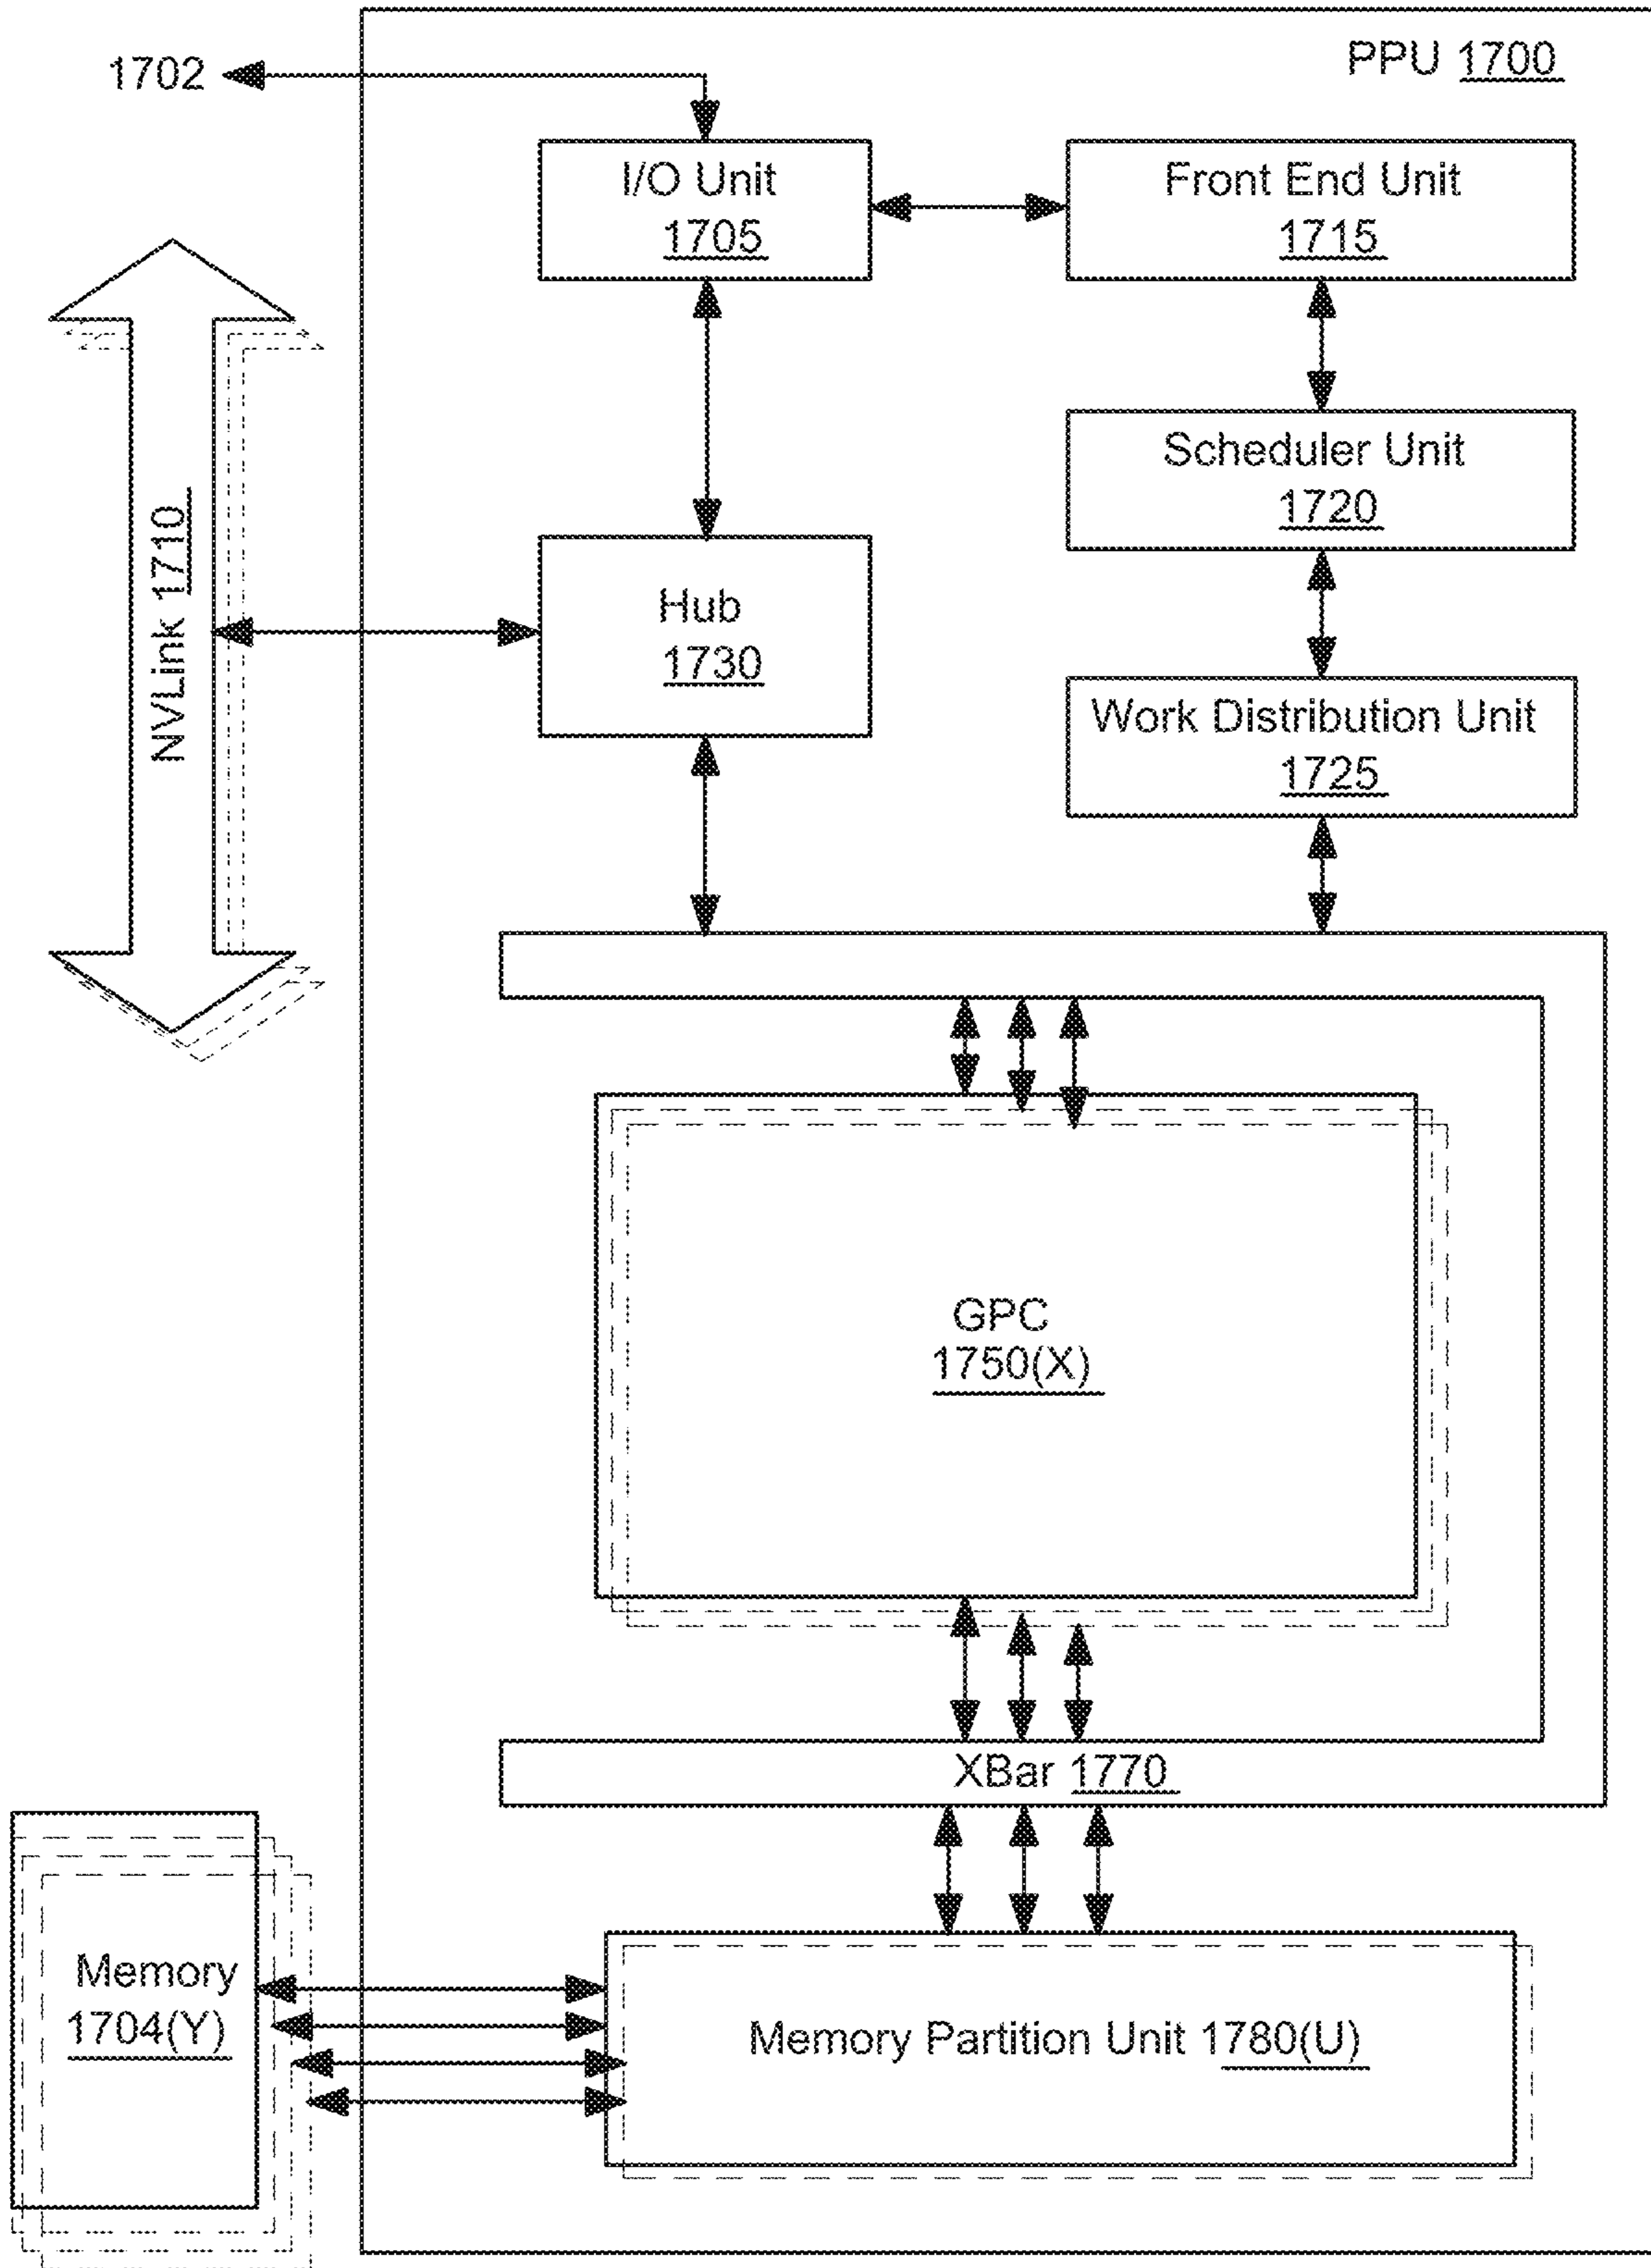 PPU 1700
1702
I/O Unit
1705
Front End Unit
1715
Scheduler Unit
1720
NVLink 1710
Hub
1730
Work Distribution Unit
1725
GPC
1750(X)
XBar 1770
Memory
1704(Y)
Memory Partition Unit 1780(U)